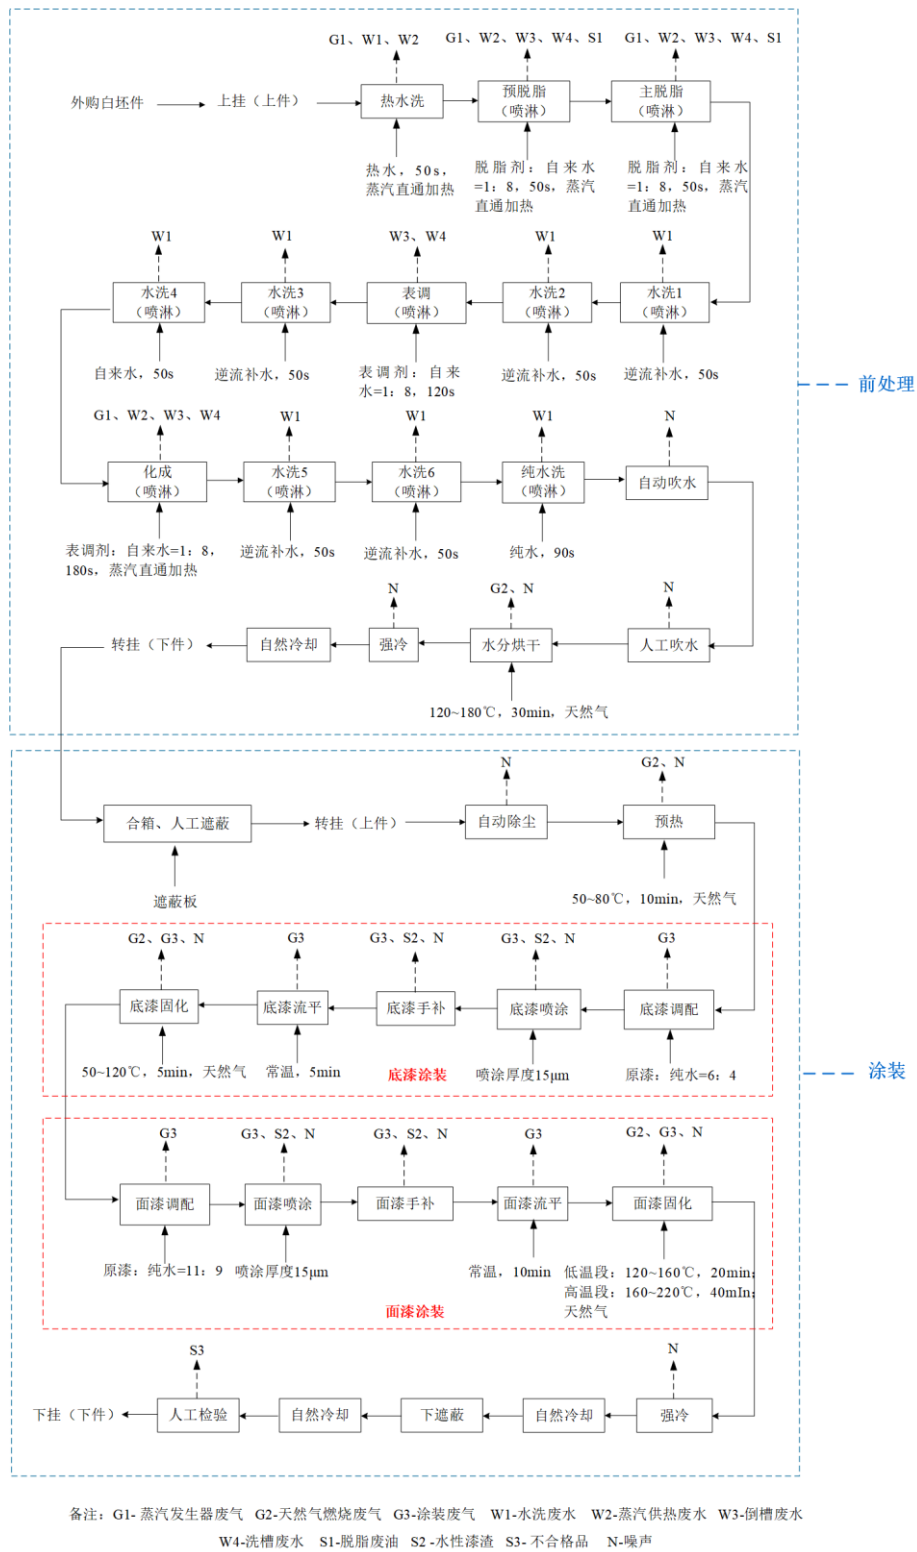 G1、W1、W2
G1、W2、W3、W4、S1
G1、W2、W3、W4、S1
外购白坯件
上挂（上件）
热水洗
预脱脂
（喷淋）
主脱脂
（喷淋）
热水，50s，
蒸汽直通加热
脱脂剂：自来水
=1：8，50s，蒸汽
直通加热
脱脂剂：自来水
=1：8，50s，蒸汽
直通加热
W1
W1
W3、W4
W1
W1
水洗4
（喷淋）
水洗3
（喷淋）
表调
（喷淋）
水洗2
（喷淋）
水洗1
（喷淋）
自来水，50s
逆流补水，50s
表调剂：自来
水=1：8，120s
逆流补水，50s
逆流补水，50s
前处理
G1、W2、W3、W4
W1
W1
W1
N
化成
（喷淋）
水洗5
（喷淋）
水洗6
（喷淋）
纯水洗
（喷淋）
自动吹水
表调剂：自来水=1：8，
180s，蒸汽直通加热
逆流补水，50s
逆流补水，50s
纯水，90s
N
G2、N
N
转挂（下件）
自然冷却
强冷
水分烘干
人工吹水
120~180℃，30min，天然气
N
G2、N
合箱、人工遮蔽
转挂（上件）
自动除尘
预热
遮蔽板
50~80℃，10min，天然气
G2、G3、N
G3
G3、S2、N
G3、S2、N
G3
底漆固化
底漆流平
底漆手补
底漆喷涂
底漆调配
50~120℃，5min，天然气
常温，5min
底漆涂装
喷涂厚度15μm
原漆：纯水=6：4
涂装
G3
G3、S2、N
G3、S2、N
G3
G2、G3、N
面漆调配
面漆喷涂
面漆手补
面漆流平
面漆固化
原漆：纯水=11：9
喷涂厚度15μm
常温，10min
低温段：120~160℃，20min；
高温段：160~220℃，40mIn；
天然气
面漆涂装
S3
N
下挂（下件）
人工检验
自然冷却
下遮蔽
自然冷却
强冷
备注：G1- 蒸汽发生器废气 G2-天然气燃烧废气 G3-涂装废气 W1-水洗废水 W2-蒸汽供热废水 W3-倒槽废水
W4-洗槽废水 S1-脱脂废油 S2 -水性漆渣 S3- 不合格品 N-噪声